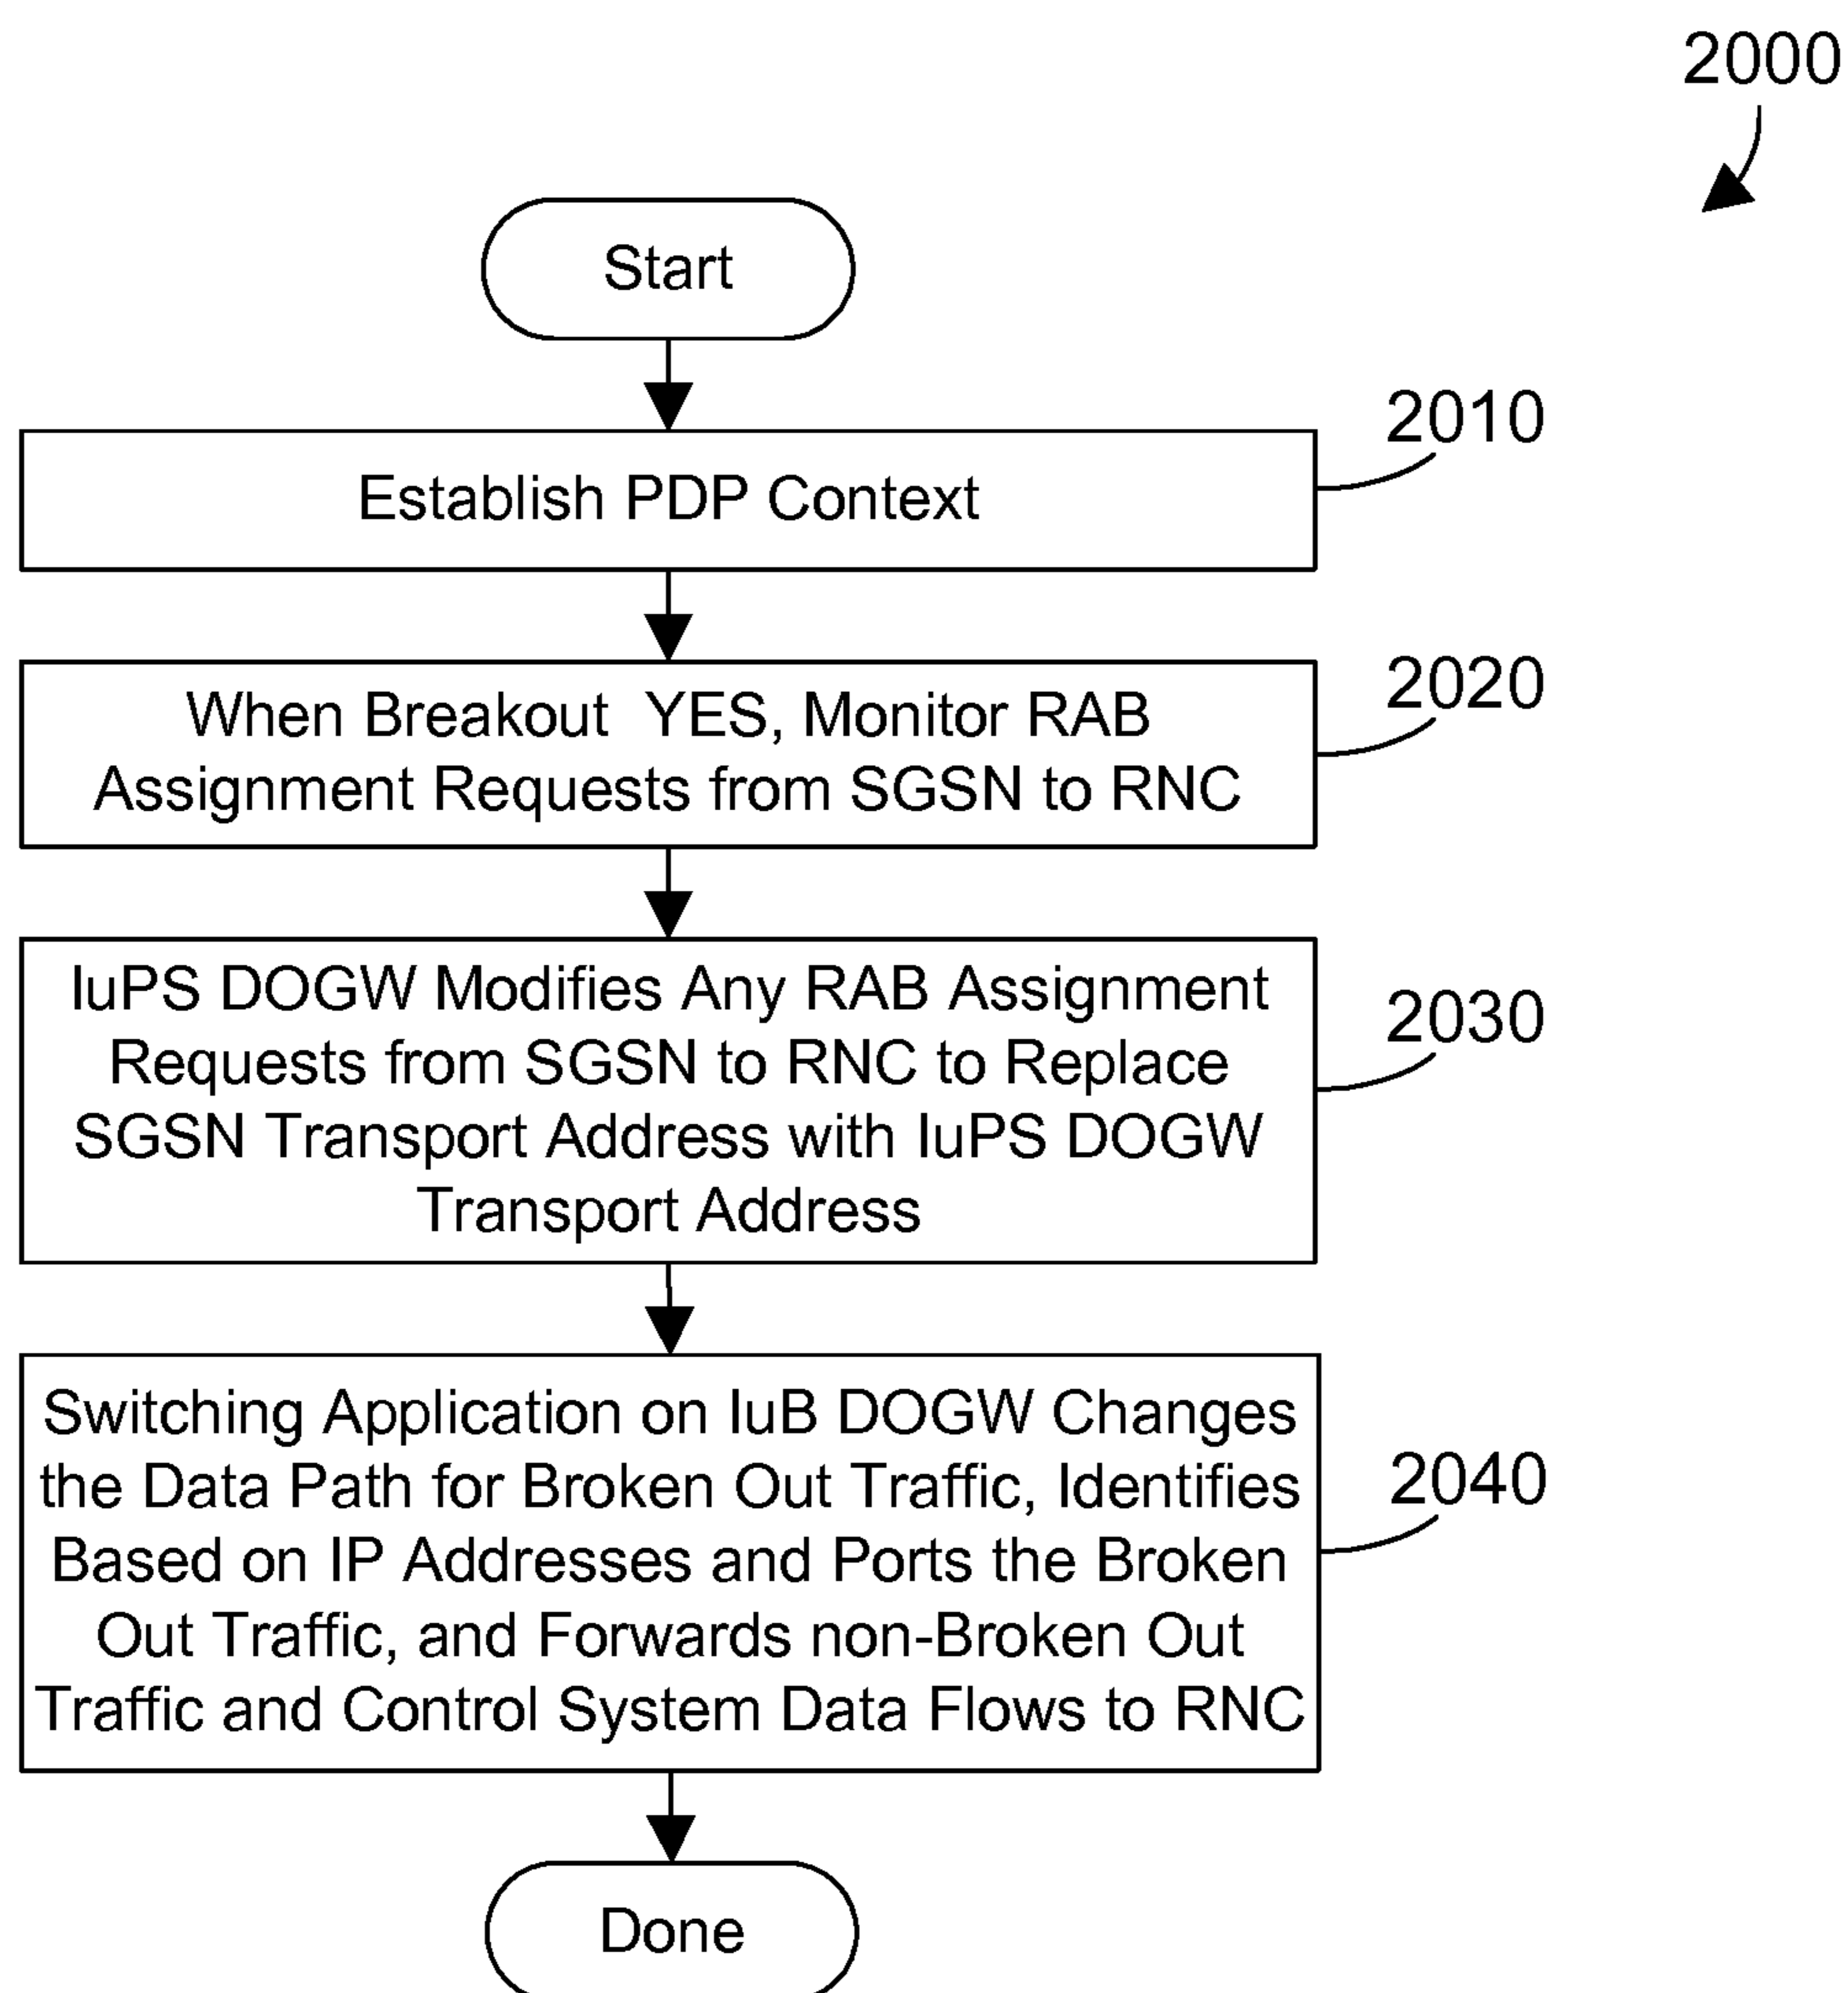 2000
Start
2010
Establish PDP Context
2020
When Breakout YES, Monitor RAB
Assignment Requests from SGSN to RNC
2030
IuPS DOGW Modifies Any RAB Assignment
Requests from SGSN to RNC to Replace
SGSN Transport Address with IuPS DOGW
Transport Address
2040
Switching Application on IuB DOGW Changes
the Data Path for Broken Out Traffic, Identifies
Based on IP Addresses and Ports the Broken
Out Traffic, and Forwards non-Broken Out
Traffic and Control System Data Flows to RNC
Done